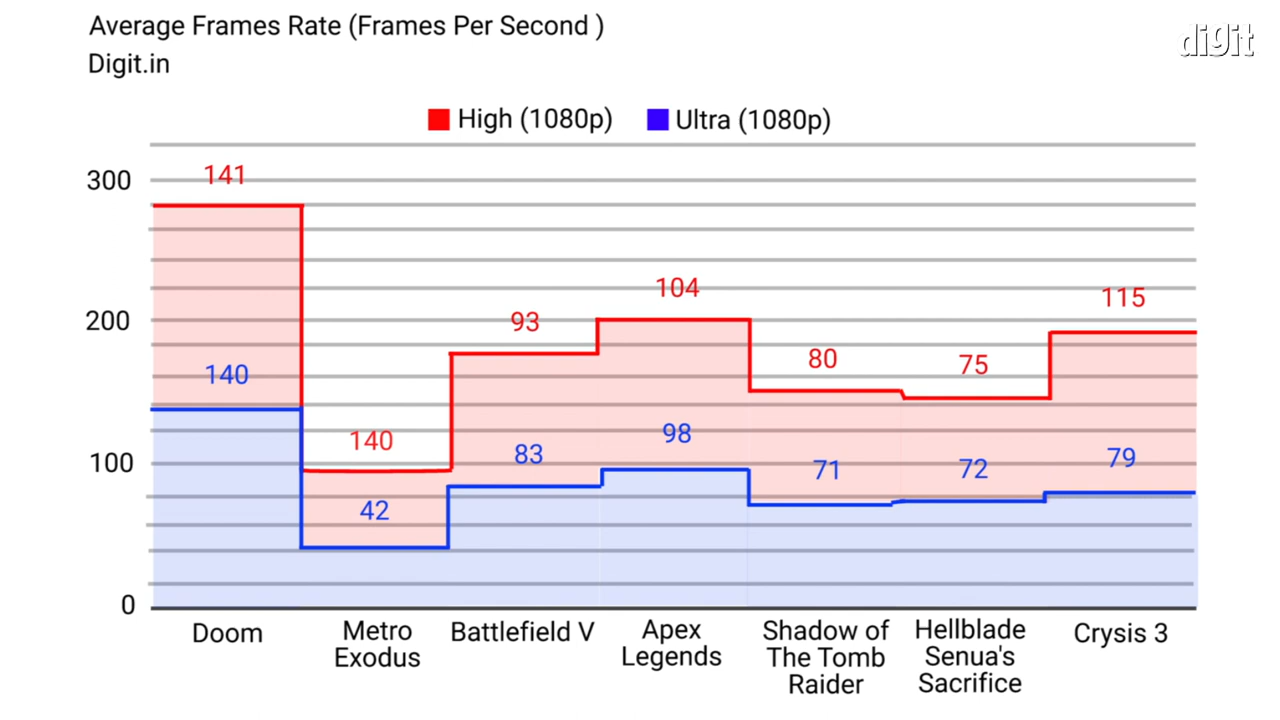 Average Frames Rate (Frames Per Second )
Digit.in
digit
High (1080p) Ultra (1080p)
300
200
100
0
141
140
93
104
80
75
115
140
42
83
98
71
72
79
Doom
Metro
Exodus
Battlefield V
Apex
Legends
Shadow of
The Tomb
Raider
Hellblade
Senua's
Sacrifice
Crysis 3